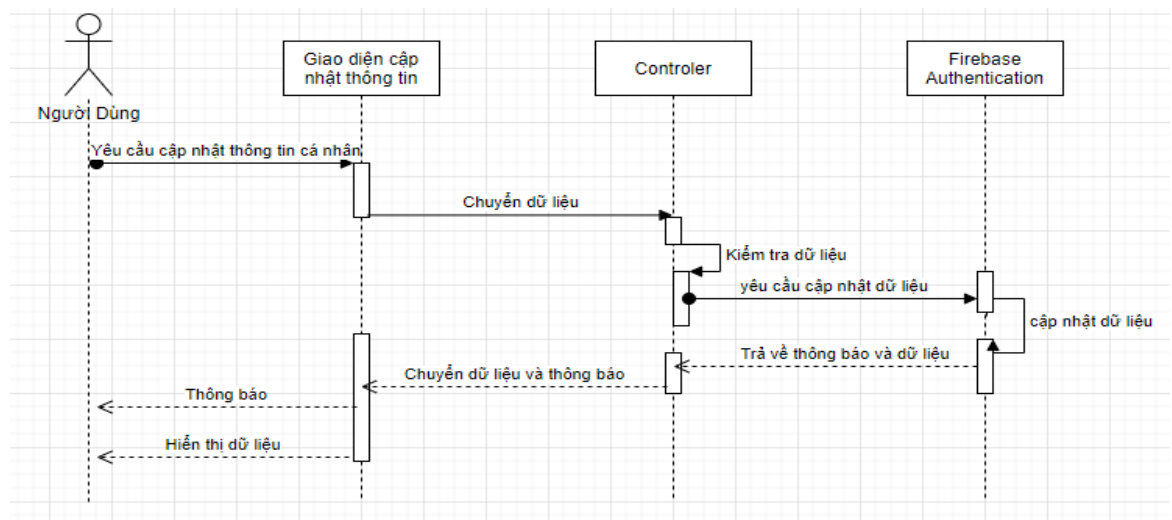 Giao diện cập
nhật thông tin
Controler
Firebase
Authentication
Người Dùng
Yêu cầu cập nhật thông tin cá nhân
Chuyển dữ liệu
Kiểm tra dữ liệu
yêu cầu cập nhật dữ liệu
cập nhật dữ liệu
Trả về thông báo và dữ liệu
Chuyển dữ liệu và thông báo
Thông báo
Hiển thị dữ liệu